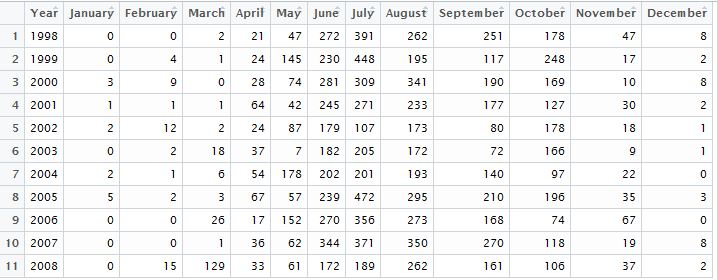 Year January February March April May June July August September October November December
1 1998 0 0 2 21 47 272 391 262 251 178 47 8
2 1999 0 4 1 24 145 230 448 195 117 248 17 2
3 2000 3 9 0 28 74 281 309 341 190 169 10 8
4 2001 1 1 1 64 42 245 271 233 177 127 30 2
5 2002 2 12 2 24 87 179 107 173 80 178 18 1
6 2003 0 2 18 37 7 182 205 172 72 166 9 1
7 2004 2 1 6 54 178 202 201 193 140 97 22 0
8 2005 5 2 3 67 57 239 472 295 210 196 35 3
9 2006 0 0 26 17 152 270 356 273 168 74 67 0
10 2007 0 0 1 36 62 344 371 350 270 118 19 8
11 2008 0 15 129 33 61 172 189 262 161 106 37 2